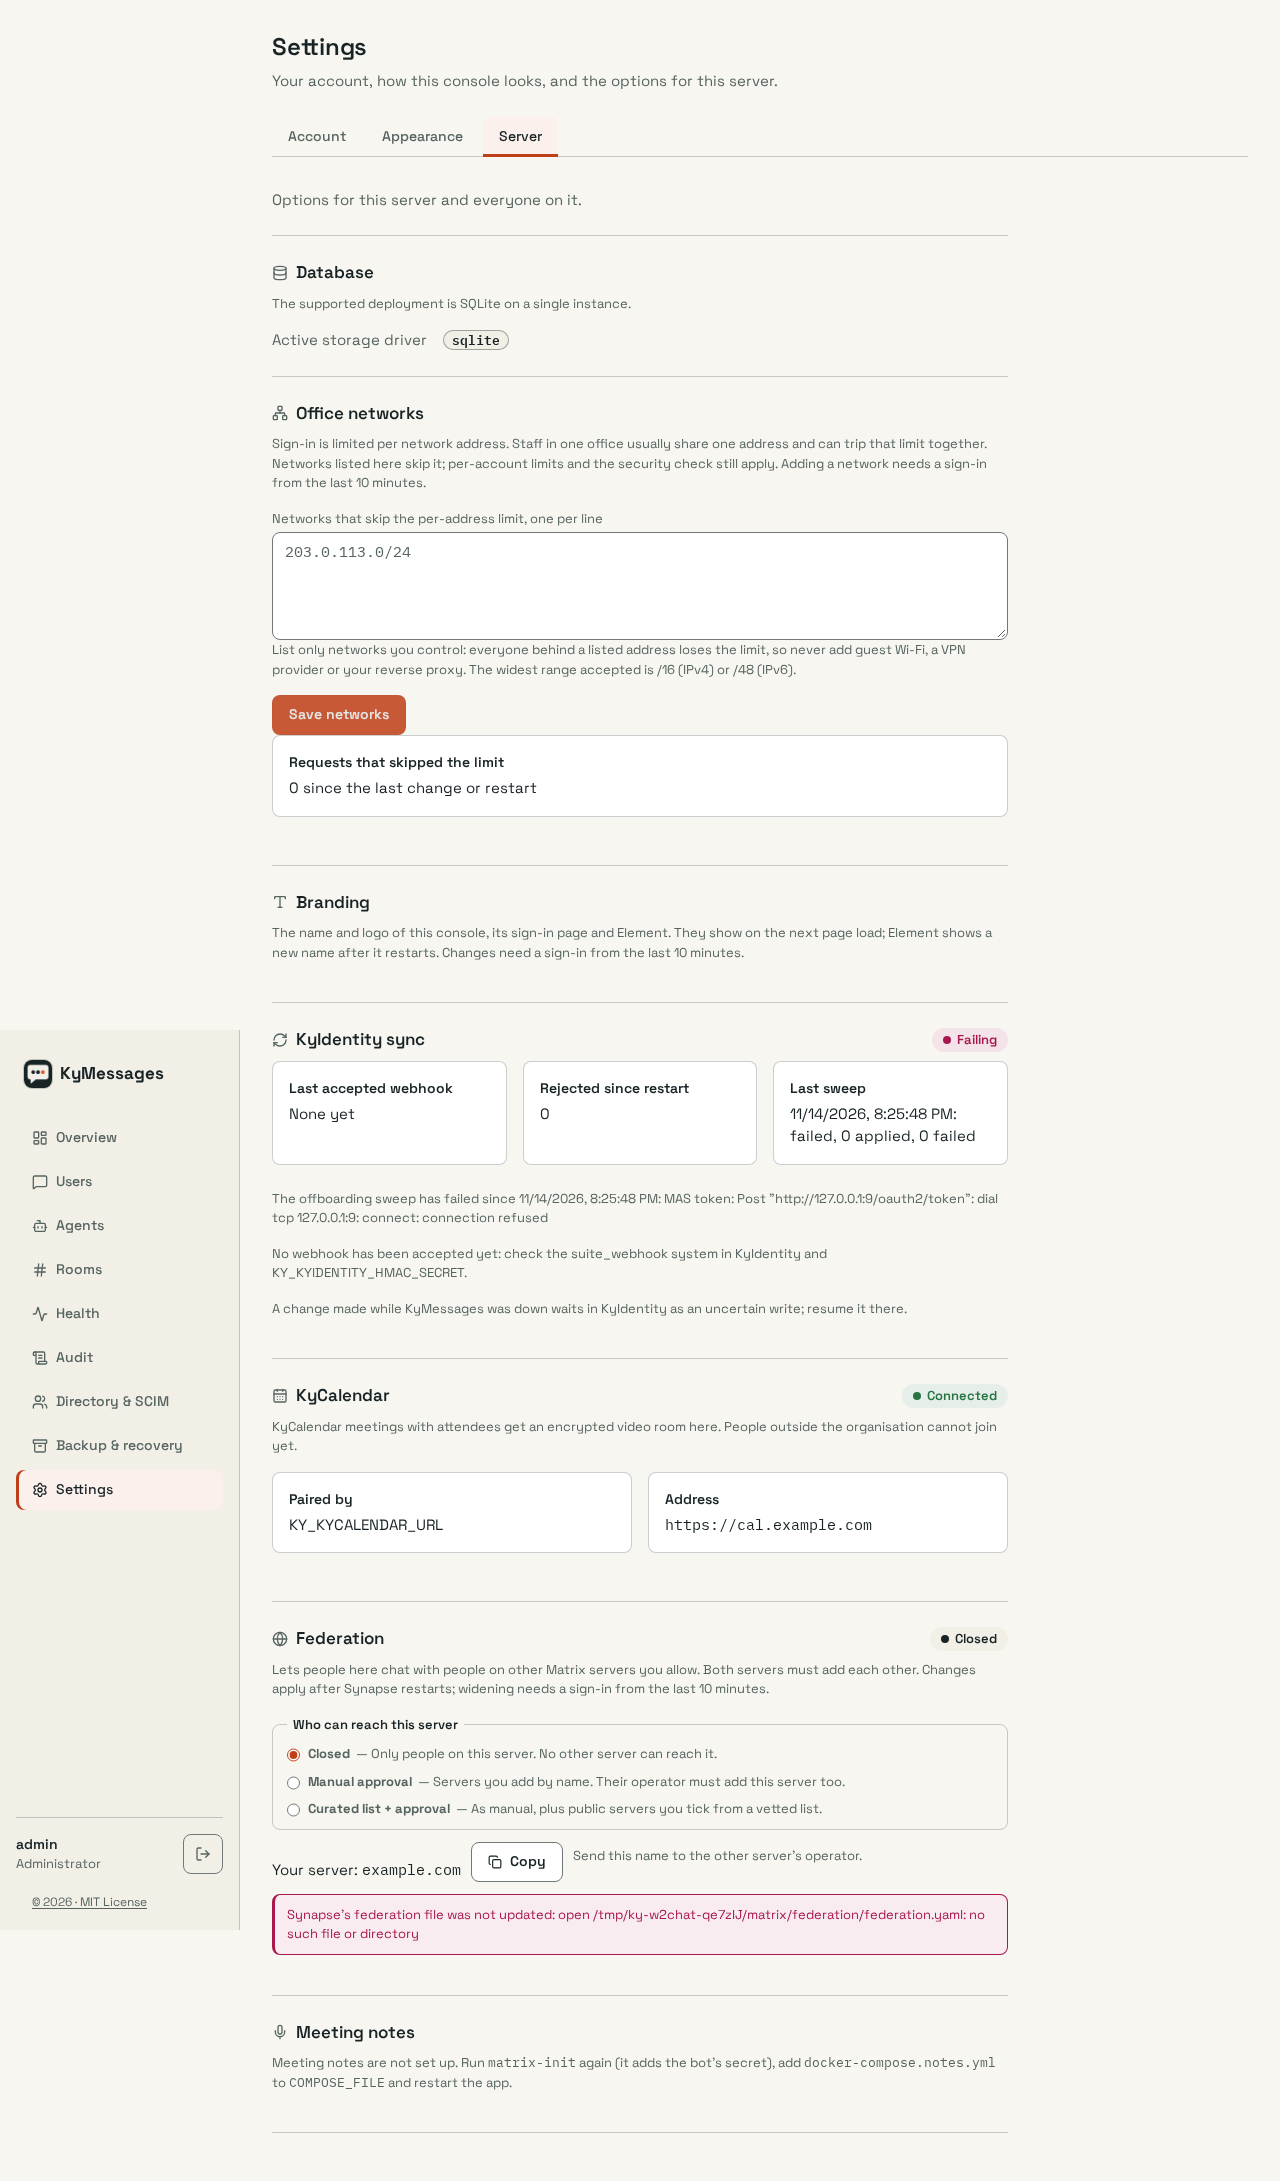 Settings
Your account, how this console looks, and the options for this server.
Account
Appearance
Server
Options for this server and everyone on it.
Database
The supported deployment is SQLite on a single instance.
Active storage driver
sqlite
Office networks
Sign-in is limited per network address. Staff in one office usually share one address and can trip that limit together.
Networks listed here skip it; per-account limits and the security check still apply. Adding a network needs a sign-in
from the last 10 minutes.
Networks that skip the per-address limit, one per line
203.0.113.0/24
List only networks you control: everyone behind a listed address loses the limit, so never add guest Wi-Fi, a VPN
provider or your reverse proxy. The widest range accepted is /16 (IPv4) or /48 (IPv6).
Save networks
Requests that skipped the limit
0 since the last change or restart
Branding
The name and logo of this console, its sign-in page and Element. They show on the next page load; Element shows a
new name after it restarts. Changes need a sign-in from the last 10 minutes.
KyIdentity sync
Failing
Last accepted webhook
None yet
Rejected since restart
0
Last sweep
11/14/2026, 8:25:48 PM:
failed, 0 applied, 0 failed
The offboarding sweep has failed since 11/14/2026, 8:25:48 PM: MAS token: Post "http://127.0.0.1:9/oauth2/token": dial
tcp 127.0.0.1:9: connect: connection refused
No webhook has been accepted yet: check the suite_webhook system in KyIdentity and
KY_KYIDENTITY_HMAC_SECRET.
A change made while KyMessages was down waits in KyIdentity as an uncertain write; resume it there.
KyCalendar
Connected
KyCalendar meetings with attendees get an encrypted video room here. People outside the organisation cannot join
yet.
Paired by
KY_KYCALENDAR_URL
Address
https://cal.example.com
Federation
Closed
Lets people here chat with people on other Matrix servers you allow. Both servers must add each other. Changes
apply after Synapse restarts; widening needs a sign-in from the last 10 minutes.
Who can reach this server
Closed — Only people on this server. No other server can reach it.
Manual approval — Servers you add by name. Their operator must add this server too.
Curated list + approval — As manual, plus public servers you tick from a vetted list.
Your server: example.com
Copy
Send this name to the other server's operator.
Synapse's federation file was not updated: open /tmp/ky-w2chat-qe7zlJ/matrix/federation/federation.yaml: no
such file or directory
Meeting notes
Meeting notes are not set up. Run matrix-init again (it adds the bot's secret), add docker-compose.notes.yml
to COMPOSE_FILE and restart the app.
KyMessages
Overview
Users
Agents
Rooms
Health
Audit
Directory & SCIM
Backup & recovery
Settings
admin
Administrator
© 2026 · MIT License